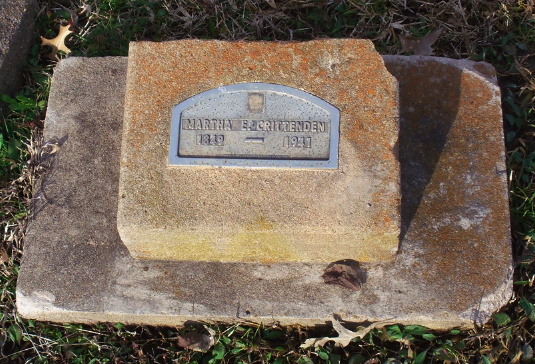 MARTHA E. CRITTENDEN
1849 — 1941